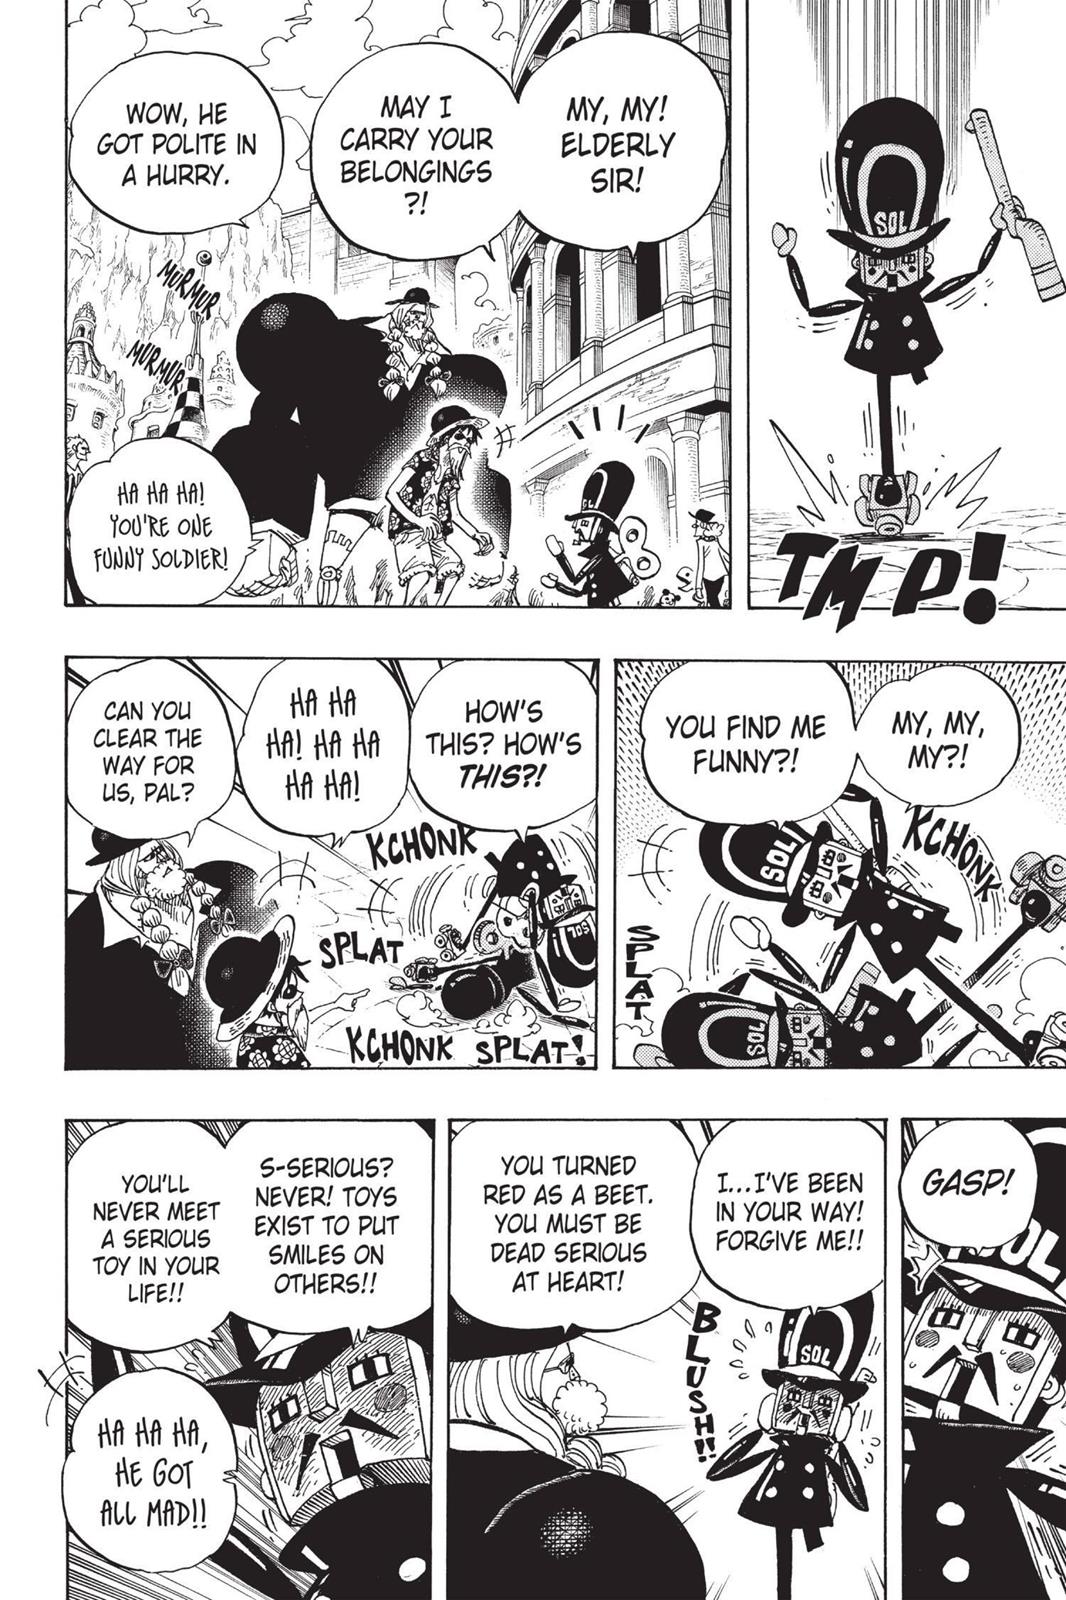 SOL
TMP!
MY, MY!
ELDERLY
SIR!
MAY I
CARRY YOUR
BELONGINGS
?!
WOW, HE
GOT POLITE IN
A HURRY.
MURMUR
MURMUR
HA HA HA!
YOU'RE ONE
FUNNY SOLDIER!
MY, MY,
MY?!
YOU FIND ME
FUNNY?!
KCHONK
SPLAT
SOL
SOL
HOW'S
THIS? HOW'S
THIS?!
HA HA
HA! HA HA
HA HA!
CAN YOU
CLEAR THE
WAY FOR
US, PAL?
KCHONK
SPLAT
KCHONK SPLAT!
SOL
GASP!
SOL
I...I'VE BEEN
IN YOUR WAY!
FORGIVE ME!!
BLUSH!!
SOL
YOU TURNED
RED AS A BEET.
YOU MUST BE
DEAD SERIOUS
AT HEART!
S-SERIOUS?
NEVER! TOYS
EXIST TO PUT
SMILES ON
OTHERS!!
YOU'LL
NEVER MEET
A SERIOUS
TOY IN YOUR
LIFE!!
HA HA HA,
HE GOT
ALL MAD!!